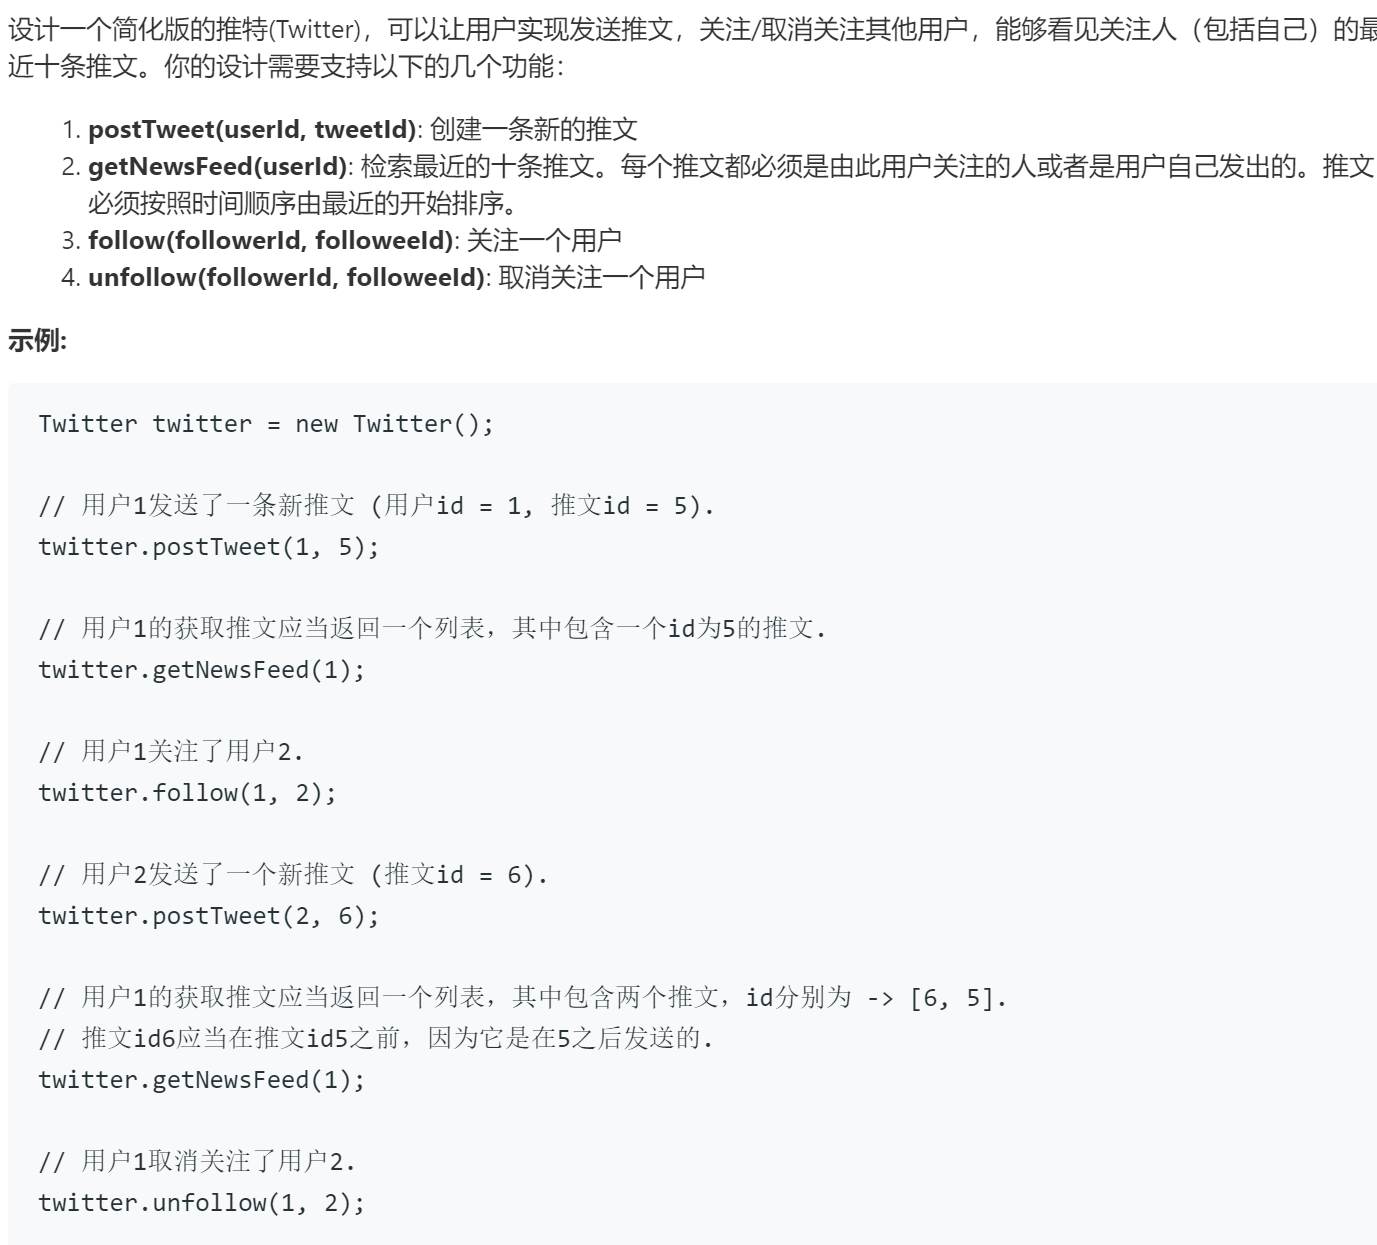 设计一个简化版的推特(Twitter)，可以让用户实现发送推文，关注/取消关注其他用户，能够看见关注人（包括自己）的最
近十条推文。你的设计需要支持以下的几个功能：
1. postTweet(userId, tweetId): 创建一条新的推文
2. getNewsFeed(userId): 检索最近的十条推文。每个推文都必须是由此用户关注的人或者是用户自己发出的。推文
必须按照时间顺序由最近的开始排序。
3. follow(followerId, followeeId): 关注一个用户
4. unfollow(followerId, followeeId): 取消关注一个用户
示例:
Twitter twitter = new Twitter();
// 用户1发送了一条新推文 (用户id = 1, 推文id = 5).
twitter.postTweet(1, 5);
// 用户1的获取推文应当返回一个列表，其中包含一个id为5的推文.
twitter.getNewsFeed(1);
// 用户1关注了用户2.
twitter.follow(1, 2);
// 用户2发送了一个新推文 (推文id = 6).
twitter.postTweet(2, 6);
// 用户1的获取推文应当返回一个列表，其中包含两个推文，id分别为 -> [6, 5].
// 推文id6应当在推文id5之前，因为它是在5之后发送的.
twitter.getNewsFeed(1);
// 用户1取消关注了用户2.
twitter.unfollow(1, 2);